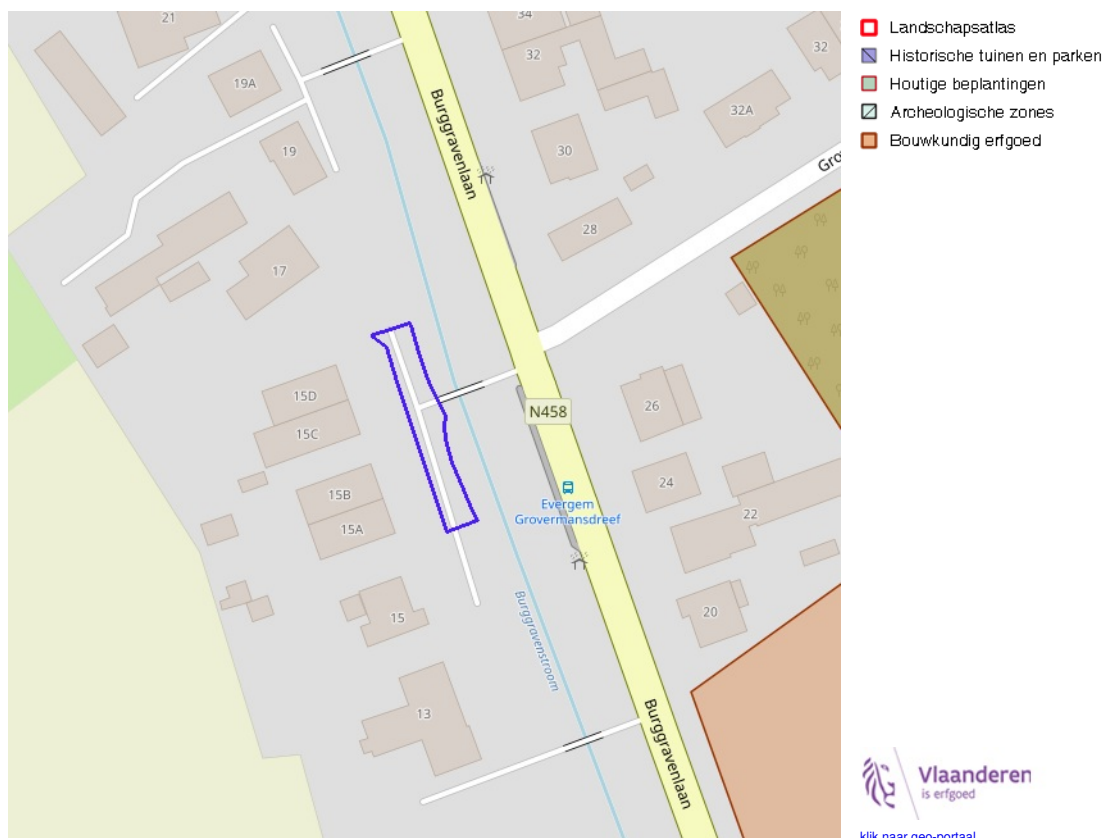 21
34
32
32
19A
32A
Burggravenlaan
19
30
28
17
15D
15C
N458
26
15B
15A
24
Evergem
Grovermansdreef
22
15
20
Burggravenstroom
13
Burggravenlaan
Landschapsatlas
Historische tuinen en parken
Houtige beplantingen
Archeologische zones
Bouwkundig erfgoed
Vlaanderen
is erfgoed
klik naar geo-portaal